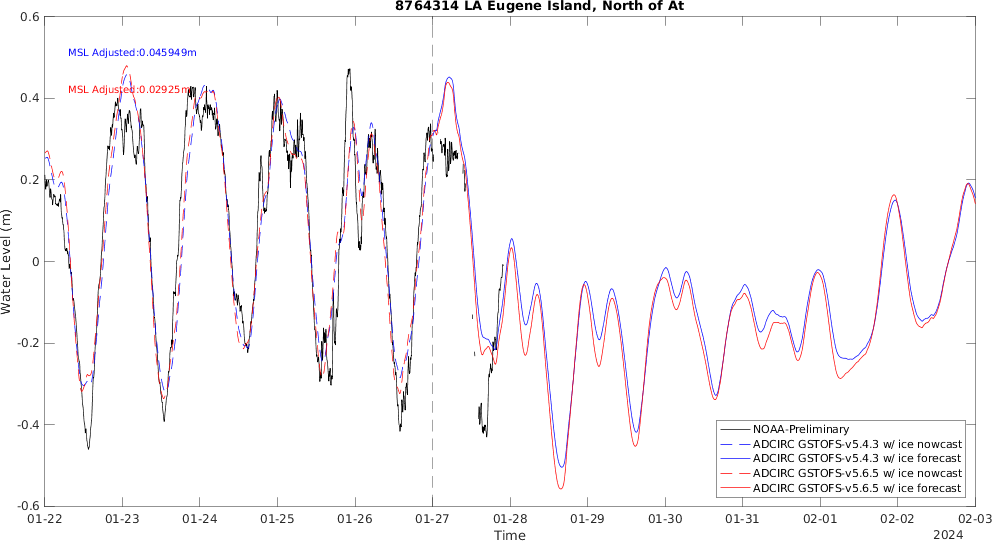 8764314 LA Eugene Island, North of At
MSL Adjusted:0.045949m
MSL Adjusted:0.02925m
Water Level (m)
0.6
0.4
0.2
0
-0.2
-0.4
-0.6
NOAA-Preliminary
ADCIRC GSTOFS-v5.4.3 w/ ice nowcast
ADCIRC GSTOFS-v5.4.3 w/ ice forecast
ADCIRC GSTOFS-v5.6.5 w/ ice nowcast
ADCIRC GSTOFS-v5.6.5 w/ ice forecast
01-22 01-23 01-24 01-25 01-26 01-27 01-28 01-29 01-30 01-31 02-01 02-02 02-03
Time
2024